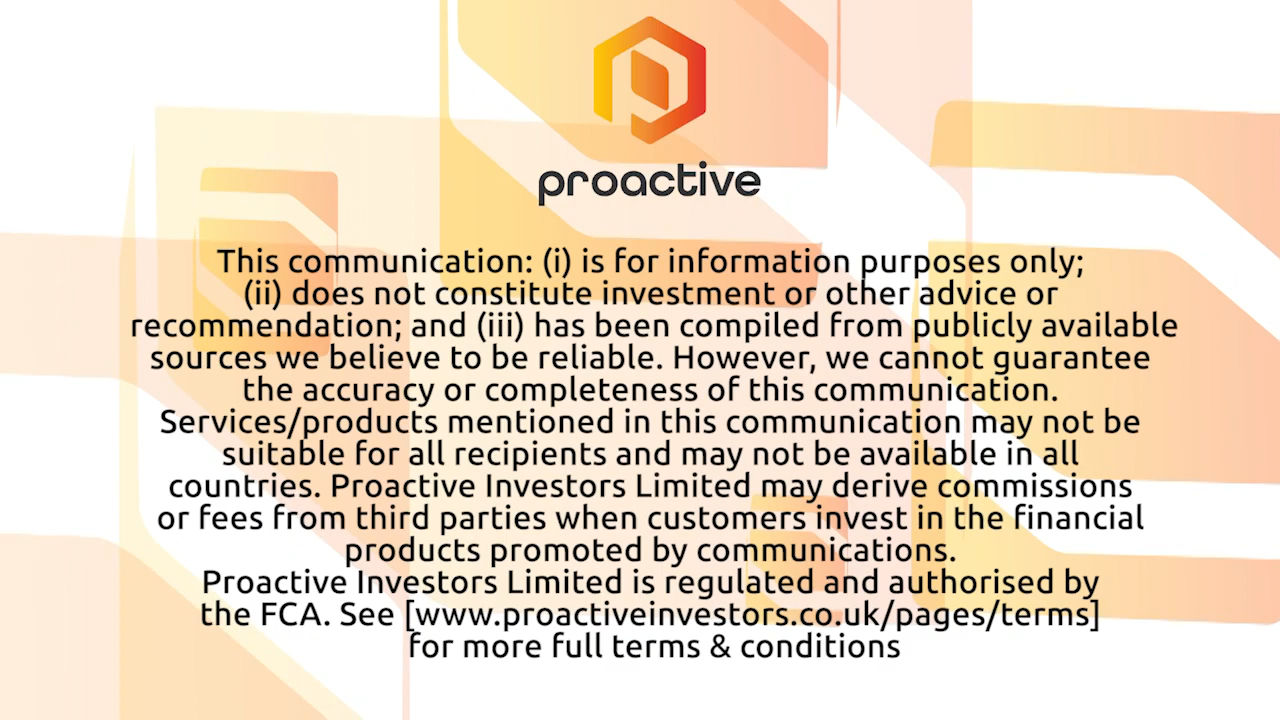 proactive
This communication: (i) is for information purposes only;
(ii) does not constitute investment or other advice or
recommendation; and (iii) has been compiled from publicly available
sources we believe to be reliable. However, we cannot guarantee
the accuracy or completeness of this communication.
Services/products mentioned in this communication may not be
suitable for all recipients and may not be available in all
countries. Proactive Investors Limited may derive commissions
or fees from third parties when customers invest in the financial
products promoted by communications.
Proactive Investors Limited is regulated and authorised by
the FCA. See [www.proactiveinvestors.co.uk/pages/terms]
for more full terms & conditions